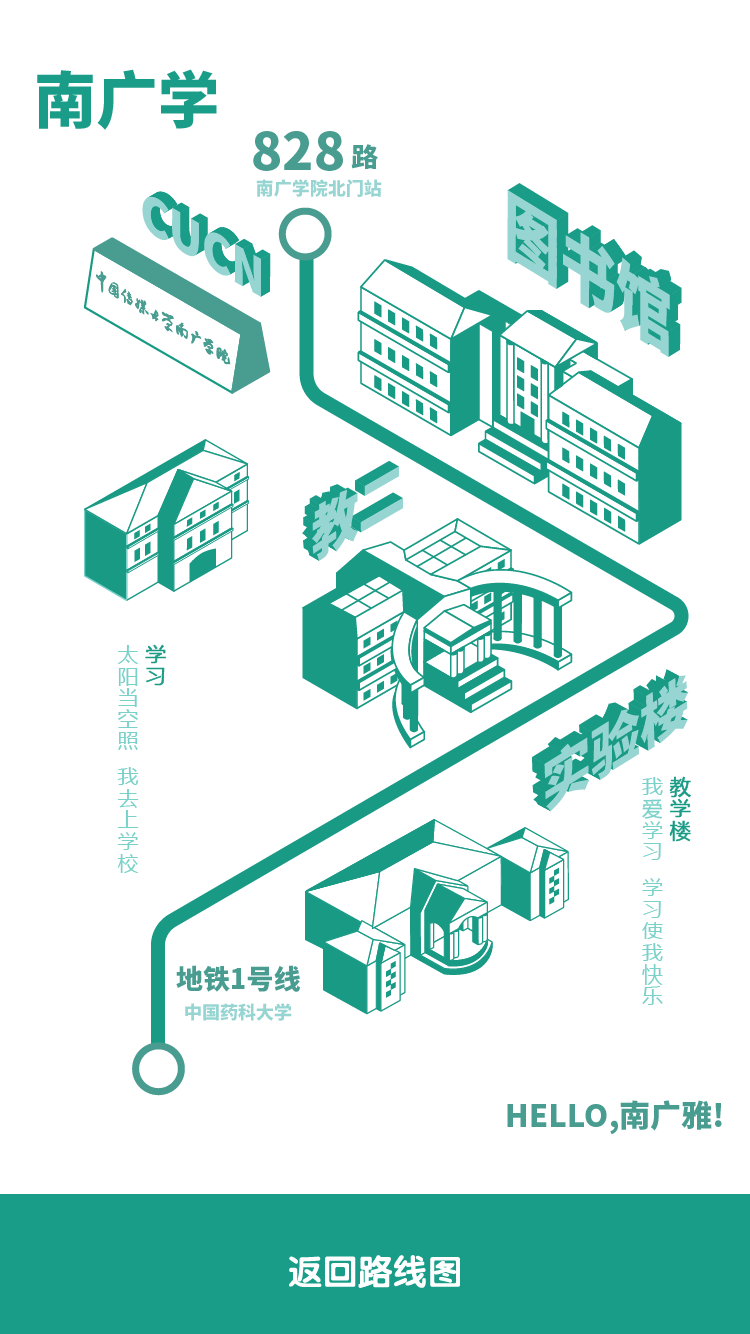 南广学
828 路
南广学院北门站
CUCN
中国传媒大学南广学院
图书馆
教二
学习
太阳当空照 我去上学校
实验楼
教学楼
我爱学习 学习使我快乐
地铁1号线
中国药科大学
HELLO,南广雅!
返回路线图